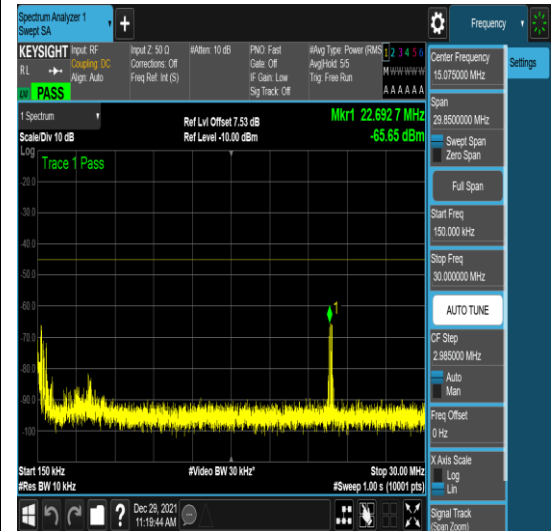 Spectrum Analyzer 1
Swept SA
+
Frequency
KEYSIGHT
Input: RF
Coupling: DC
Align: Auto
Input Z: 50 Ω
Corrections: Off
Freq Ref: Int (S)
#Atten: 10 dB
PNO: Fast
Gate: Off
IF Gain: Low
Sig Track: Off
#Avg Type: Power (RMS
Avg|Hold: 5/5
Trig: Free Run
1 2 3 4 5 6
M W W W W W
A A A A A A
R L
PASS
1 Spectrum
Scale/Div 10 dB
Ref Lvl Offset 7.53 dB
Ref Level -10.00 dBm
Mkr1 22.692 7 MHz
-65.65 dBm
Log
Trace 1 Pass
-20.0
-30.0
-40.0
-50.0
-60.0
-70.0
-80.0
-90.0
-100
1
Start 150 kHz
#Res BW 10 kHz
#Video BW 30 kHz*
Stop 30.00 MHz
#Sweep 1.00 s (10001 pts)
Dec 29, 2021
11:19:44 AM
?
Center Frequency
15.075000 MHz
Settings
Span
29.8500000 MHz
Swept Span
Zero Span
Full Span
Start Freq
150.000 kHz
Stop Freq
30.000000 MHz
AUTO TUNE
CF Step
2.985000 MHz
Auto
Man
Freq Offset
0 Hz
X Axis Scale
Log
Lin
Signal Track
(Span Zoom)